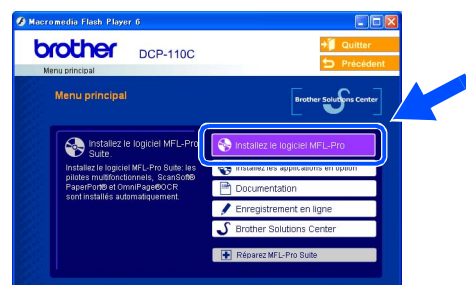 Macromedia Flash Player 6
brother
DCP-110C
Quitter
Précédent
Menu principal
Menu principal
Brother Solutions Center
Installez le logiciel MFL-Pro
Suite
Installez le logiciel MFL-Pro Suite: les
pilotes multifonctionnels, ScanSoft®
PaperPort® et OmniPage®OCR
sont installés automatiquement.
Installez le logiciel MFL-Pro
Installez les applications en option
Documentation
Enregistrement en ligne
Brother Solutions Center
Réparez MFL-Pro Suite